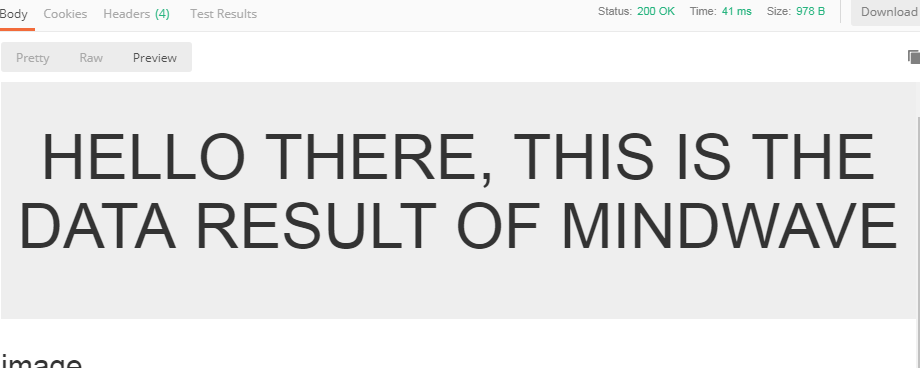 Body Cookies Headers (4) Test Results Status: 200 OK Time: 41 ms Size: 978 B Download
Pretty Raw Preview
HELLO THERE, THIS IS THE
DATA RESULT OF MINDWAVE
image